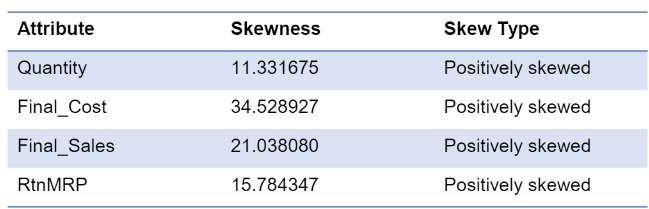 Attribute Skewness Skew Type
Quantity 11.331675 Positively skewed
Final_Cost 34.528927 Positively skewed
Final_Sales 21.038080 Positively skewed
RtnMRP 15.784347 Positively skewed